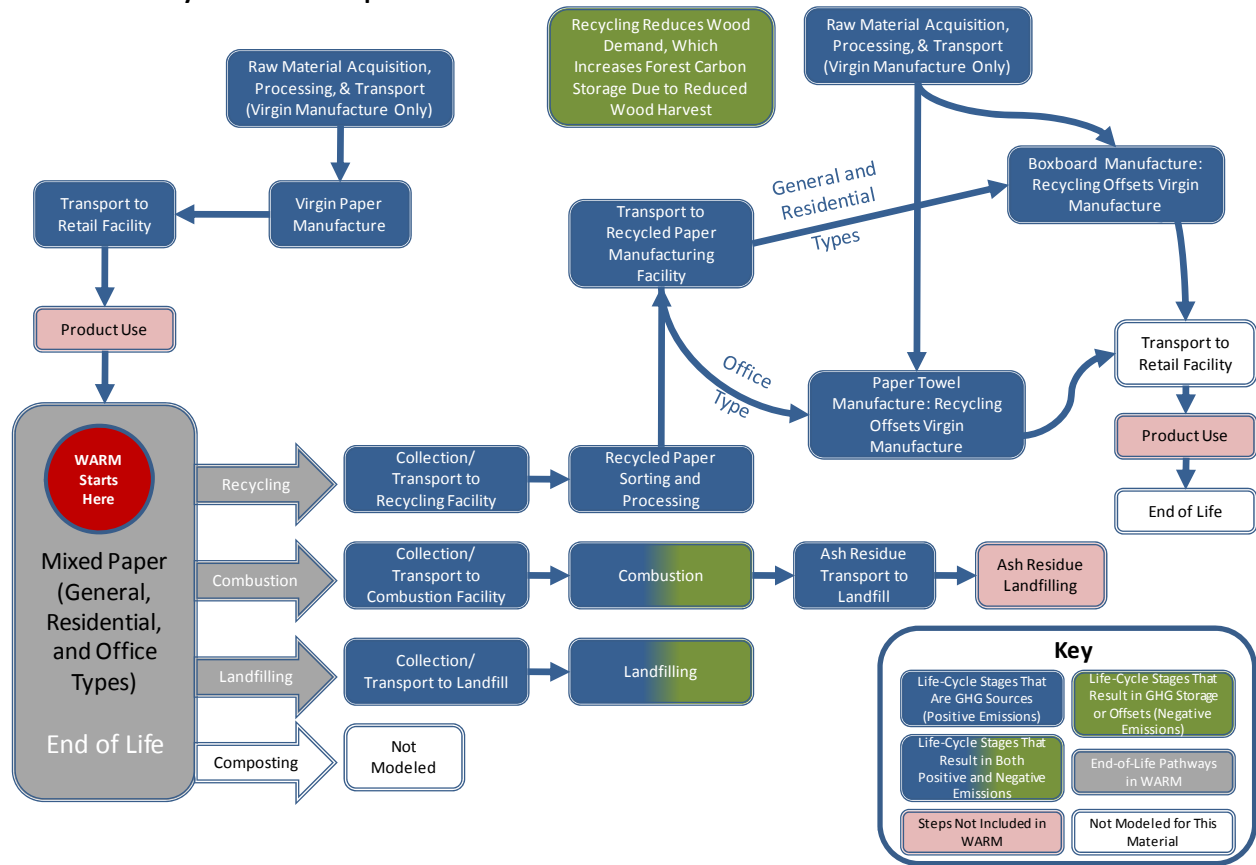 Recycling Reduces Wood
Demand, Which
Increases Forest Carbon
Storage Due to Reduced
Wood Harvest
Raw Material Acquisition,
Processing, & Transport
(Virgin Manufacture Only)
Raw Material Acquisition,
Processing, & Transport
(Virgin Manufacture Only)
Transport to
Retail Facility
Virgin Paper
Manufacture
Transport to
Recycled Paper
Manufacturing
Facility
General and
Residential
Types
Boxboard Manufacture:
Recycling Offsets Virgin
Manufacture
Product Use
Office
Type
Paper Towel
Manufacture: Recycling
Offsets Virgin
Manufacture
Transport to
Retail Facility
Product Use
End of Life
WARM
Starts
Here
Mixed Paper
(General,
Residential,
and Office
Types)
End of Life
Recycling
Collection/
Transport to
Recycling Facility
Recycled Paper
Sorting and
Processing
Combustion
Collection/
Transport to
Combustion Facility
Combustion
Ash Residue
Transport to
Landfill
Ash Residue
Landfilling
Landfilling
Collection/
Transport to Landfill
Landfilling
Composting
Not
Modeled
Key
Life-Cycle Stages That
Are GHG Sources
(Positive Emissions)
Life-Cycle Stages That
Result in GHG Storage
or Offsets (Negative
Emissions)
Life-Cycle Stages That
Result in Both
Positive and Negative
Emissions
End-of-Life Pathways
in WARM
Steps Not Included in
WARM
Not Modeled for This
Material